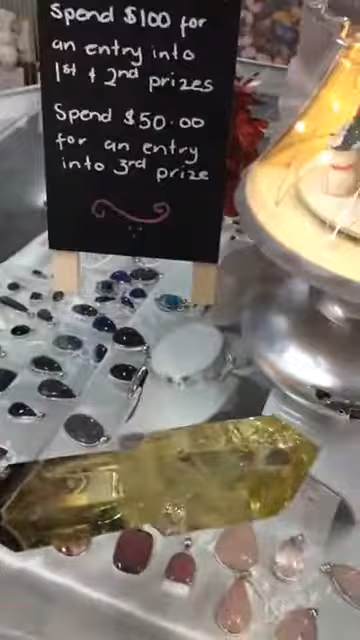 Spend $100 for
an entry into
1st + 2nd prizes
Spend $50.00
for an entry
into 3rd prize